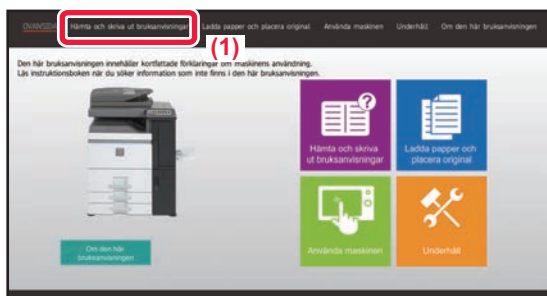 OVANSIDA Hämta och skriva ut bruksanvisningar Ladda papper och placera original Använda maskinen Underhåll Om den här bruksanvisningen
(1)
Den här bruksanvisningen innehåller kortfattade förklaringar om maskinens användning.
Läs instruktionsboken när du söker information som inte finns i den här bruksanvisningen.
Hämta och skriva
ut bruksanvisningar
Ladda papper och
placera original
Använda maskinen
Underhåll
Om den här
bruksanvisningen